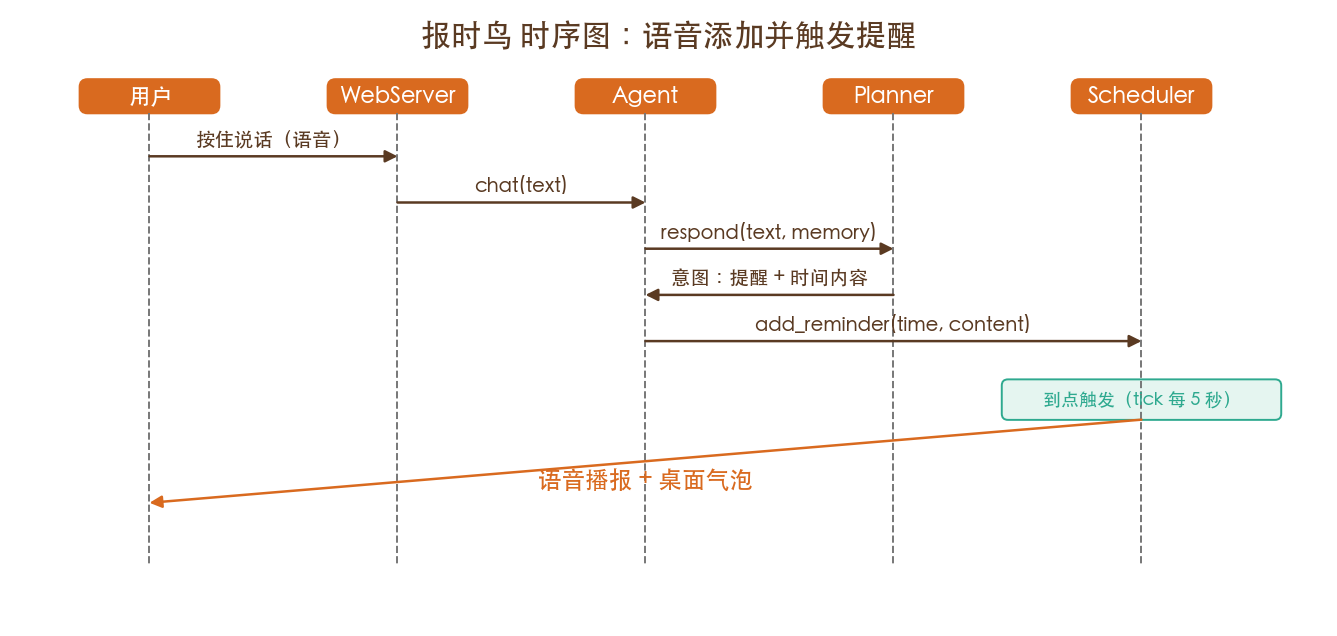 报时鸟 时序图：语音添加并触发提醒
用户
WebServer
Agent
Planner
Scheduler
按住说话（语音）
chat(text)
respond(text, memory)
意图：提醒 + 时间内容
add_reminder(time, content)
到点触发（tick 每 5 秒）
语音播报 + 桌面气泡